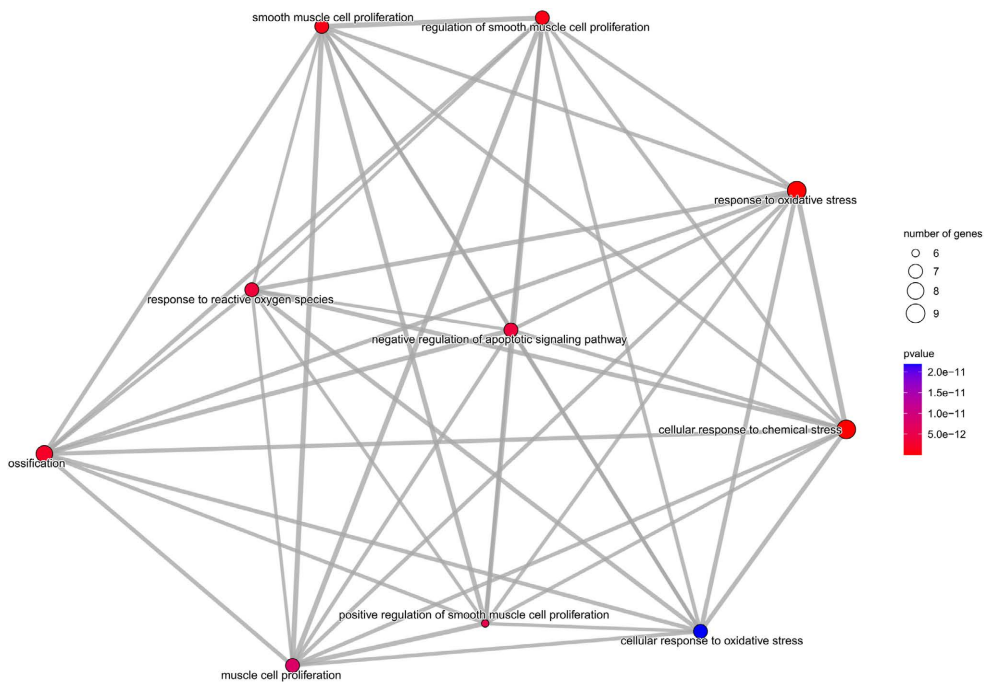 smooth muscle cell proliferation
regulation of smooth muscle cell proliferation
response to oxidative stress
response to reactive oxygen species
negative regulation of apoptotic signaling pathway
cellular response to chemical stress
ossification
positive regulation of smooth muscle cell proliferation
cellular response to oxidative stress
muscle cell proliferation
number of genes
6
7
8
9
pvalue
2.0e-11
1.5e-11
1.0e-11
5.0e-12